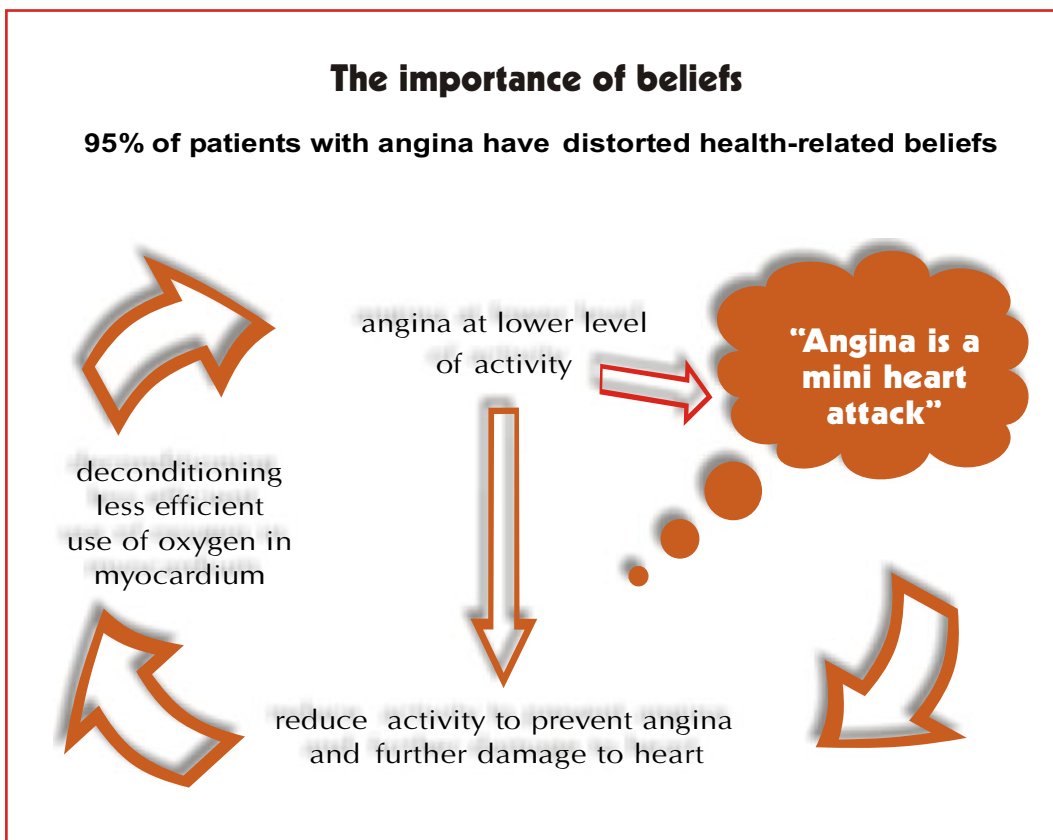 The importance of beliefs
95% of patients with angina have distorted health-related beliefs
angina at lower level
of activity
“Angina is a
mini heart
attack”
deconditioning
less efficient
use of oxygen in
myocardium
reduce activity to prevent angina
and further damage to heart